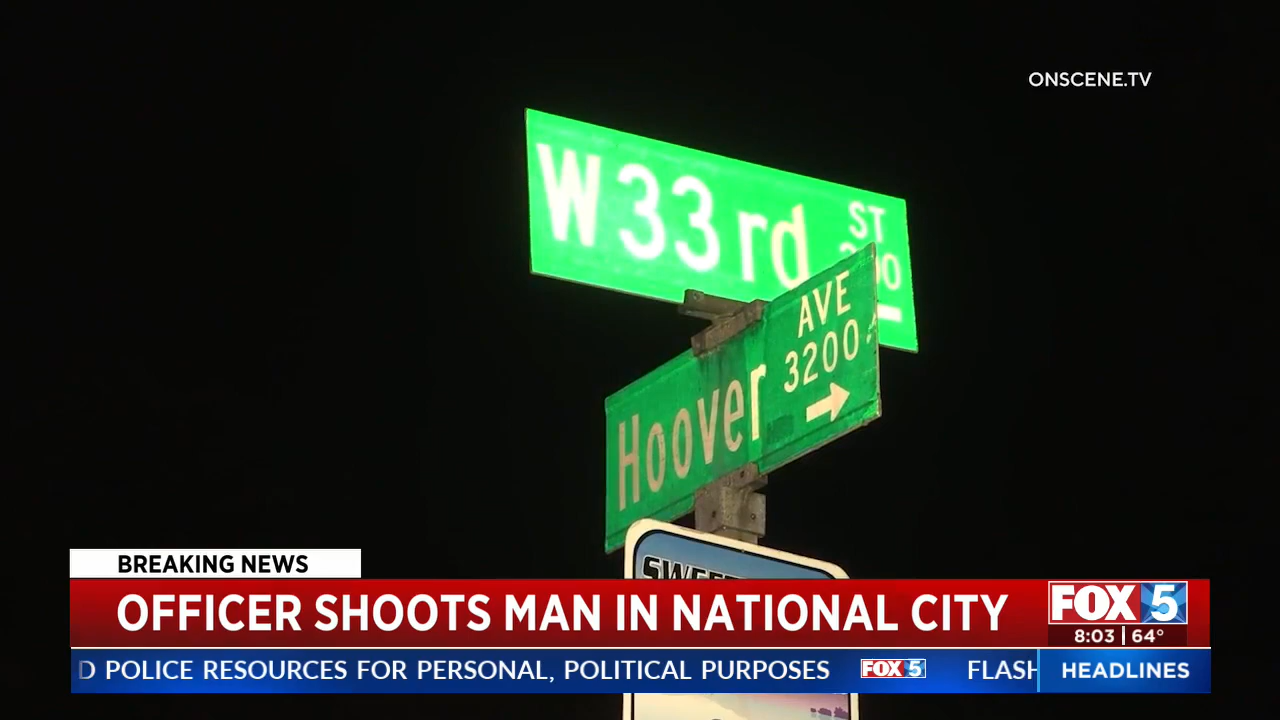 ONSCENE.TV
W 33rd ST
Hoover AVE
3200
BREAKING NEWS
OFFICER SHOOTS MAN IN NATIONAL CITY
FOX 5
8:03 | 64°
D POLICE RESOURCES FOR PERSONAL, POLITICAL PURPOSES FOX 5 FLASH
HEADLINES